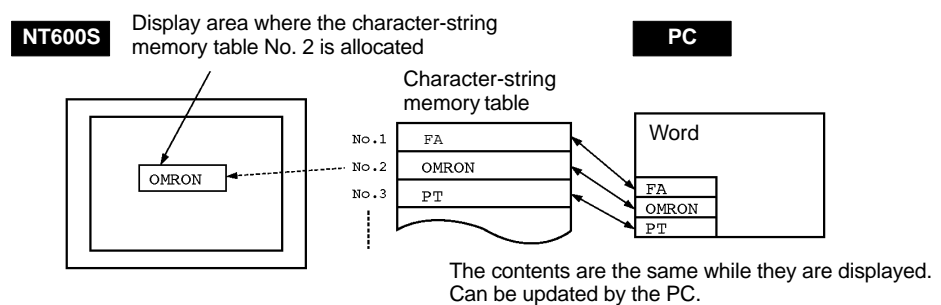 NT600S
Display area where the character-string
memory table No. 2 is allocated
PC
Character-string
memory table
No.1 FA
No.2 OMRON
No.3 PT
OMRON
Word
FA
OMRON
PT
The contents are the same while they are displayed.
Can be updated by the PC.